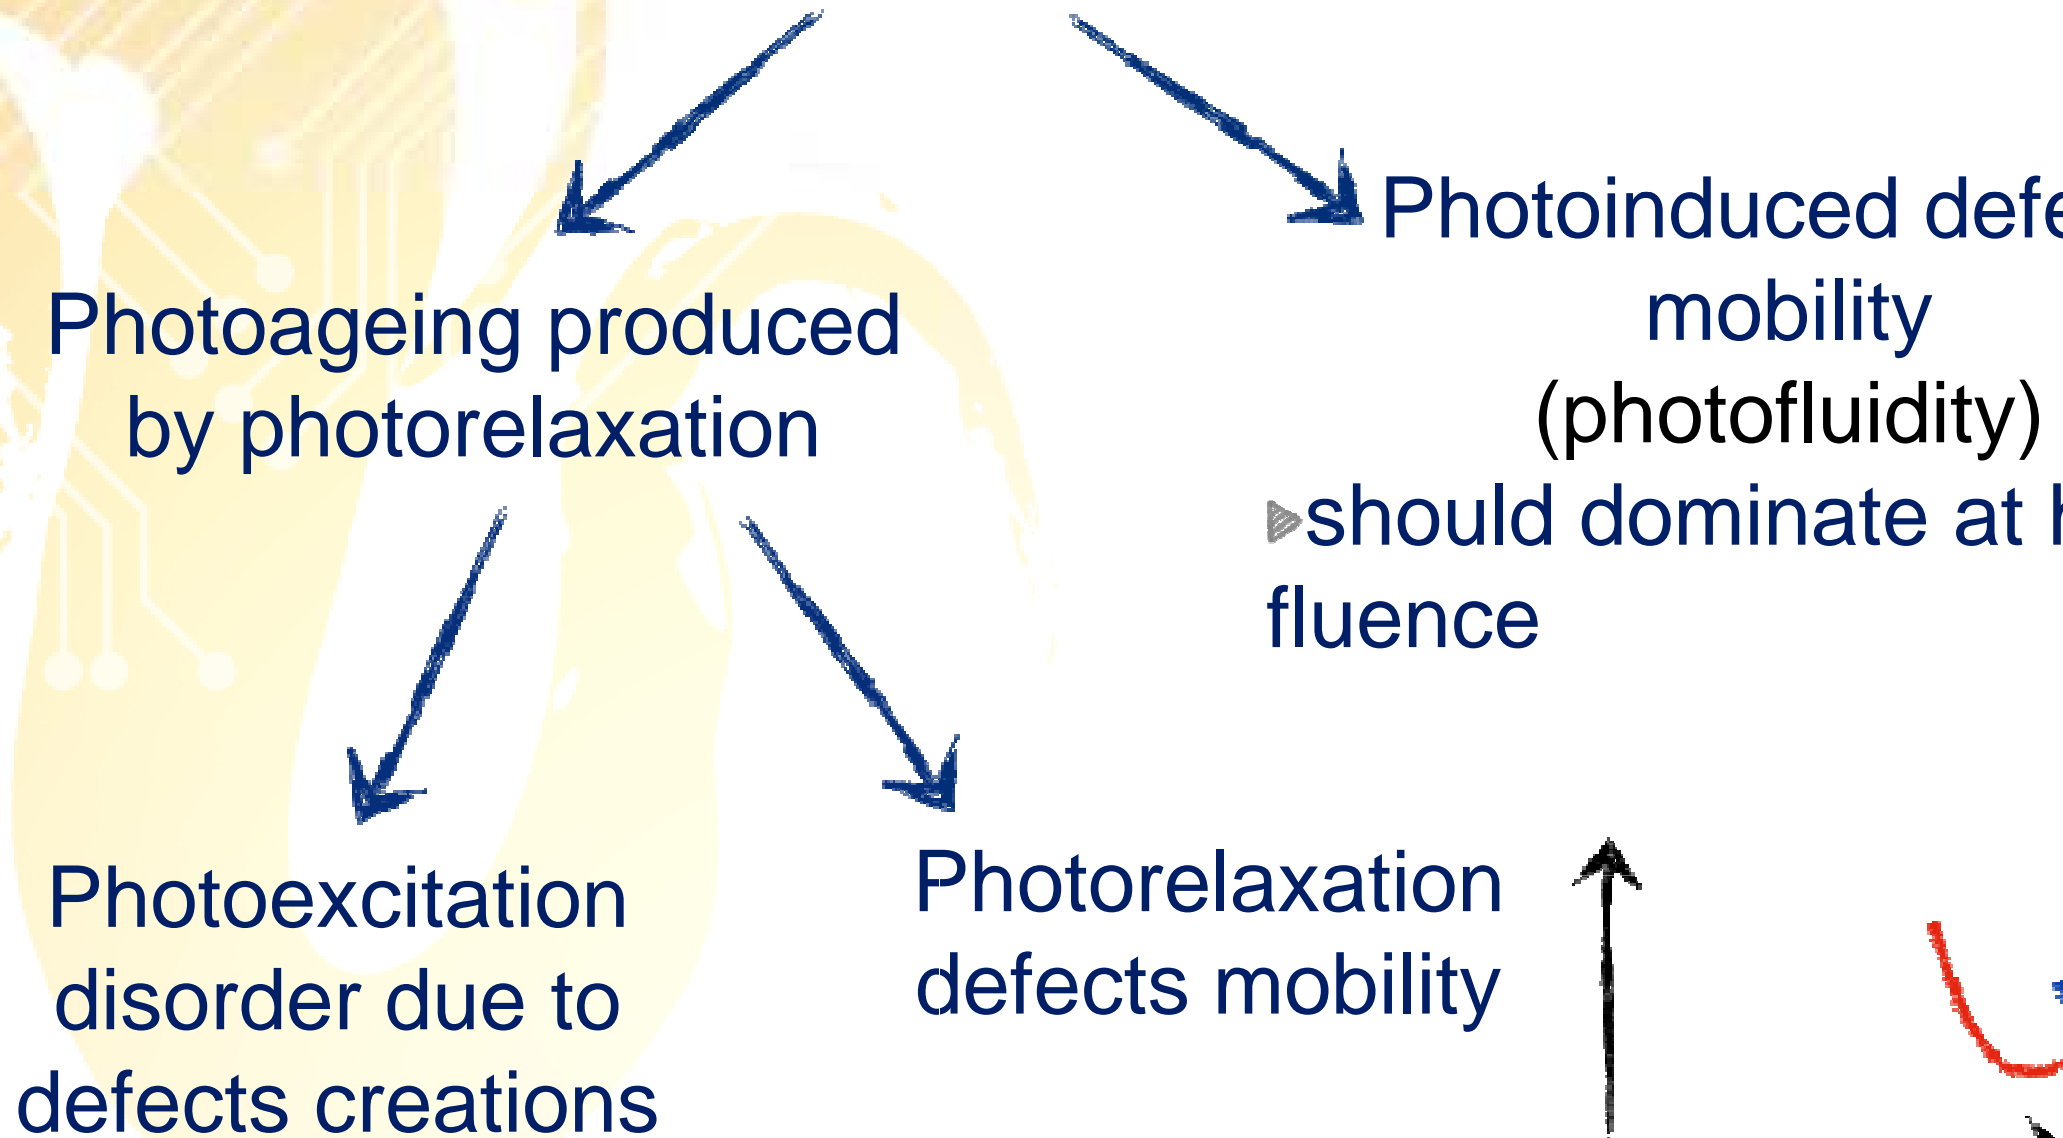 Photoageing produced
by photorelaxation
Photoinduced
mobility
(photofluidity)
should dominate at
fluence
Photoexcitation
disorder due to
defects creations
Photorelaxation
defects mobility